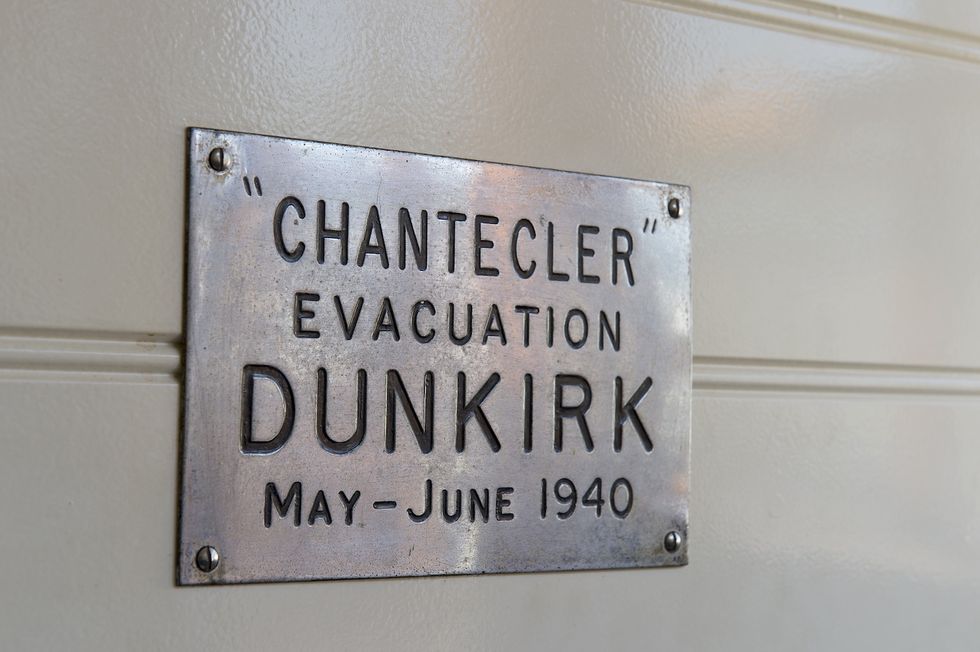 "CHANTECLER"
EVACUATION
DUNKIRK
MAY - JUNE 1940